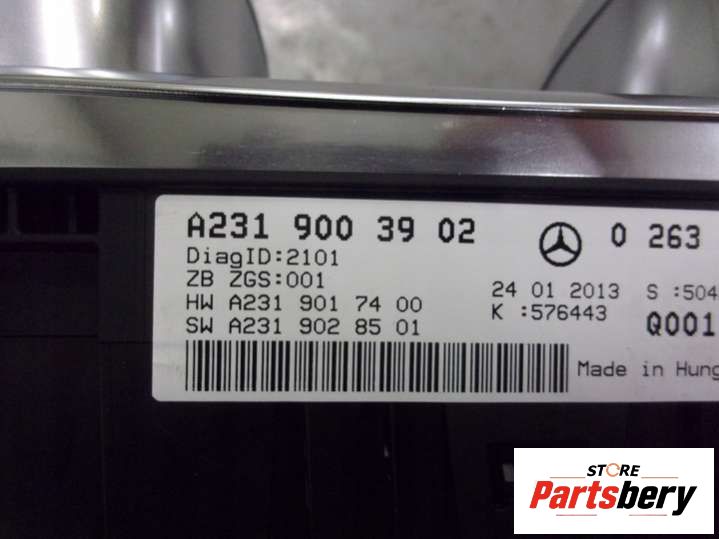 A231 900 39 02
0 263
DiagID:2101
ZB ZGS:001
HW A231 901 74 00
SW A231 902 85 01
24 01 2013
S :504
K :576443
Q001
Made in Hung
STORE
Partsbery